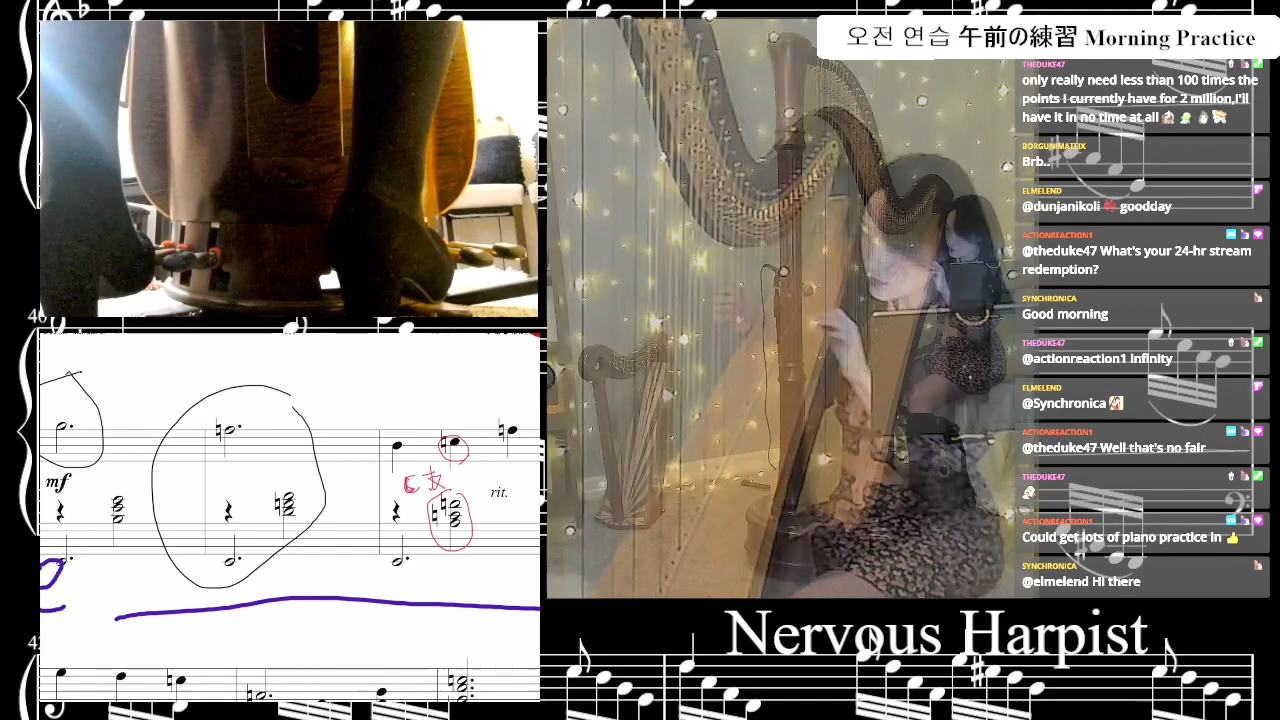 오전 연습 午前の練習 Morning Practice
THEDUKE47
only really need less than 100 times the
points I currently have for 2 million,I'll
have it in no time at all
BORGUNIMATEIX
Brb..
ELMELEND
@dunjanikoli goodday
ACTIONREACTION1
@theduke47 What's your 24-hr stream
redemption?
SYNCHRONICA
Good morning
THEDUKE47
@actionreaction1 infinity
ELMELEND
@Synchronica
ACTIONREACTION1
@theduke47 Well that's no fair
THEDUKE47
ACTIONREACTION1
Could get lots of piano practice in 👍
SYNCHRONICA
@elmelend Hi there
mf
rit.
Nervous Harpist